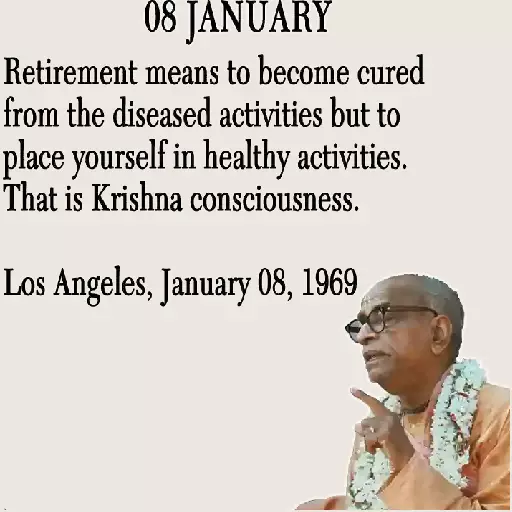 08 JANUARY
Retirement means to become cured
from the diseased activities but to
place yourself in healthy activities.
That is Krishna consciousness.
Los Angeles, January 08, 1969